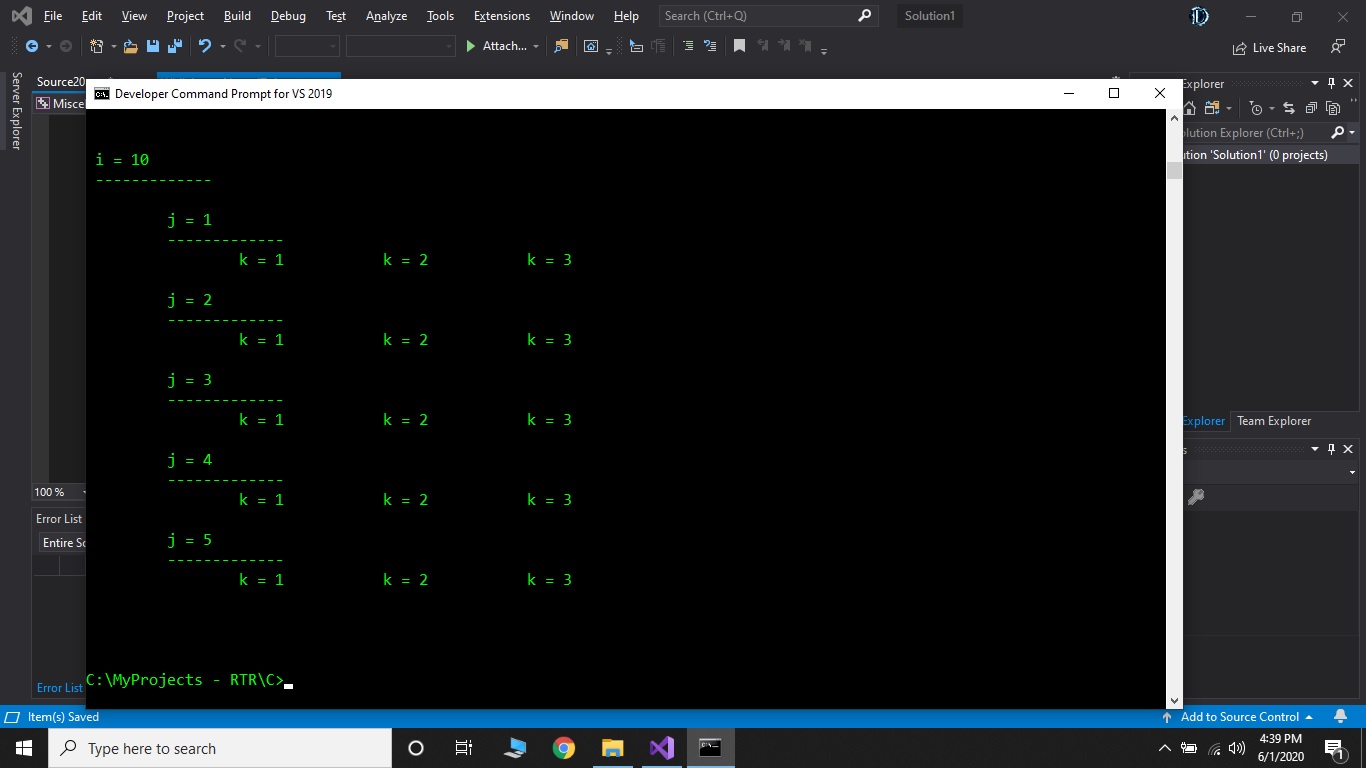 File Edit View Project Build Debug Test Analyze Tools Extensions Window Help Search (Ctrl+Q) Solution1
Attach... Live Share
Server Explorer
Source20
Misce
Developer Command Prompt for VS 2019
i = 10
-------------
j = 1
-------------
k = 1 k = 2 k = 3
j = 2
-------------
k = 1 k = 2 k = 3
j = 3
-------------
k = 1 k = 2 k = 3
j = 4
-------------
k = 1 k = 2 k = 3
j = 5
-------------
k = 1 k = 2 k = 3
C:\MyProjects - RTR\C>
Explorer
olution Explorer (Ctrl+;)
ution 'Solution1' (0 projects)
Explorer Team Explorer
s
100 %
Error List
Entire So
Error List
Item(s) Saved Add to Source Control
Type here to search
4:39 PM
6/1/2020
1